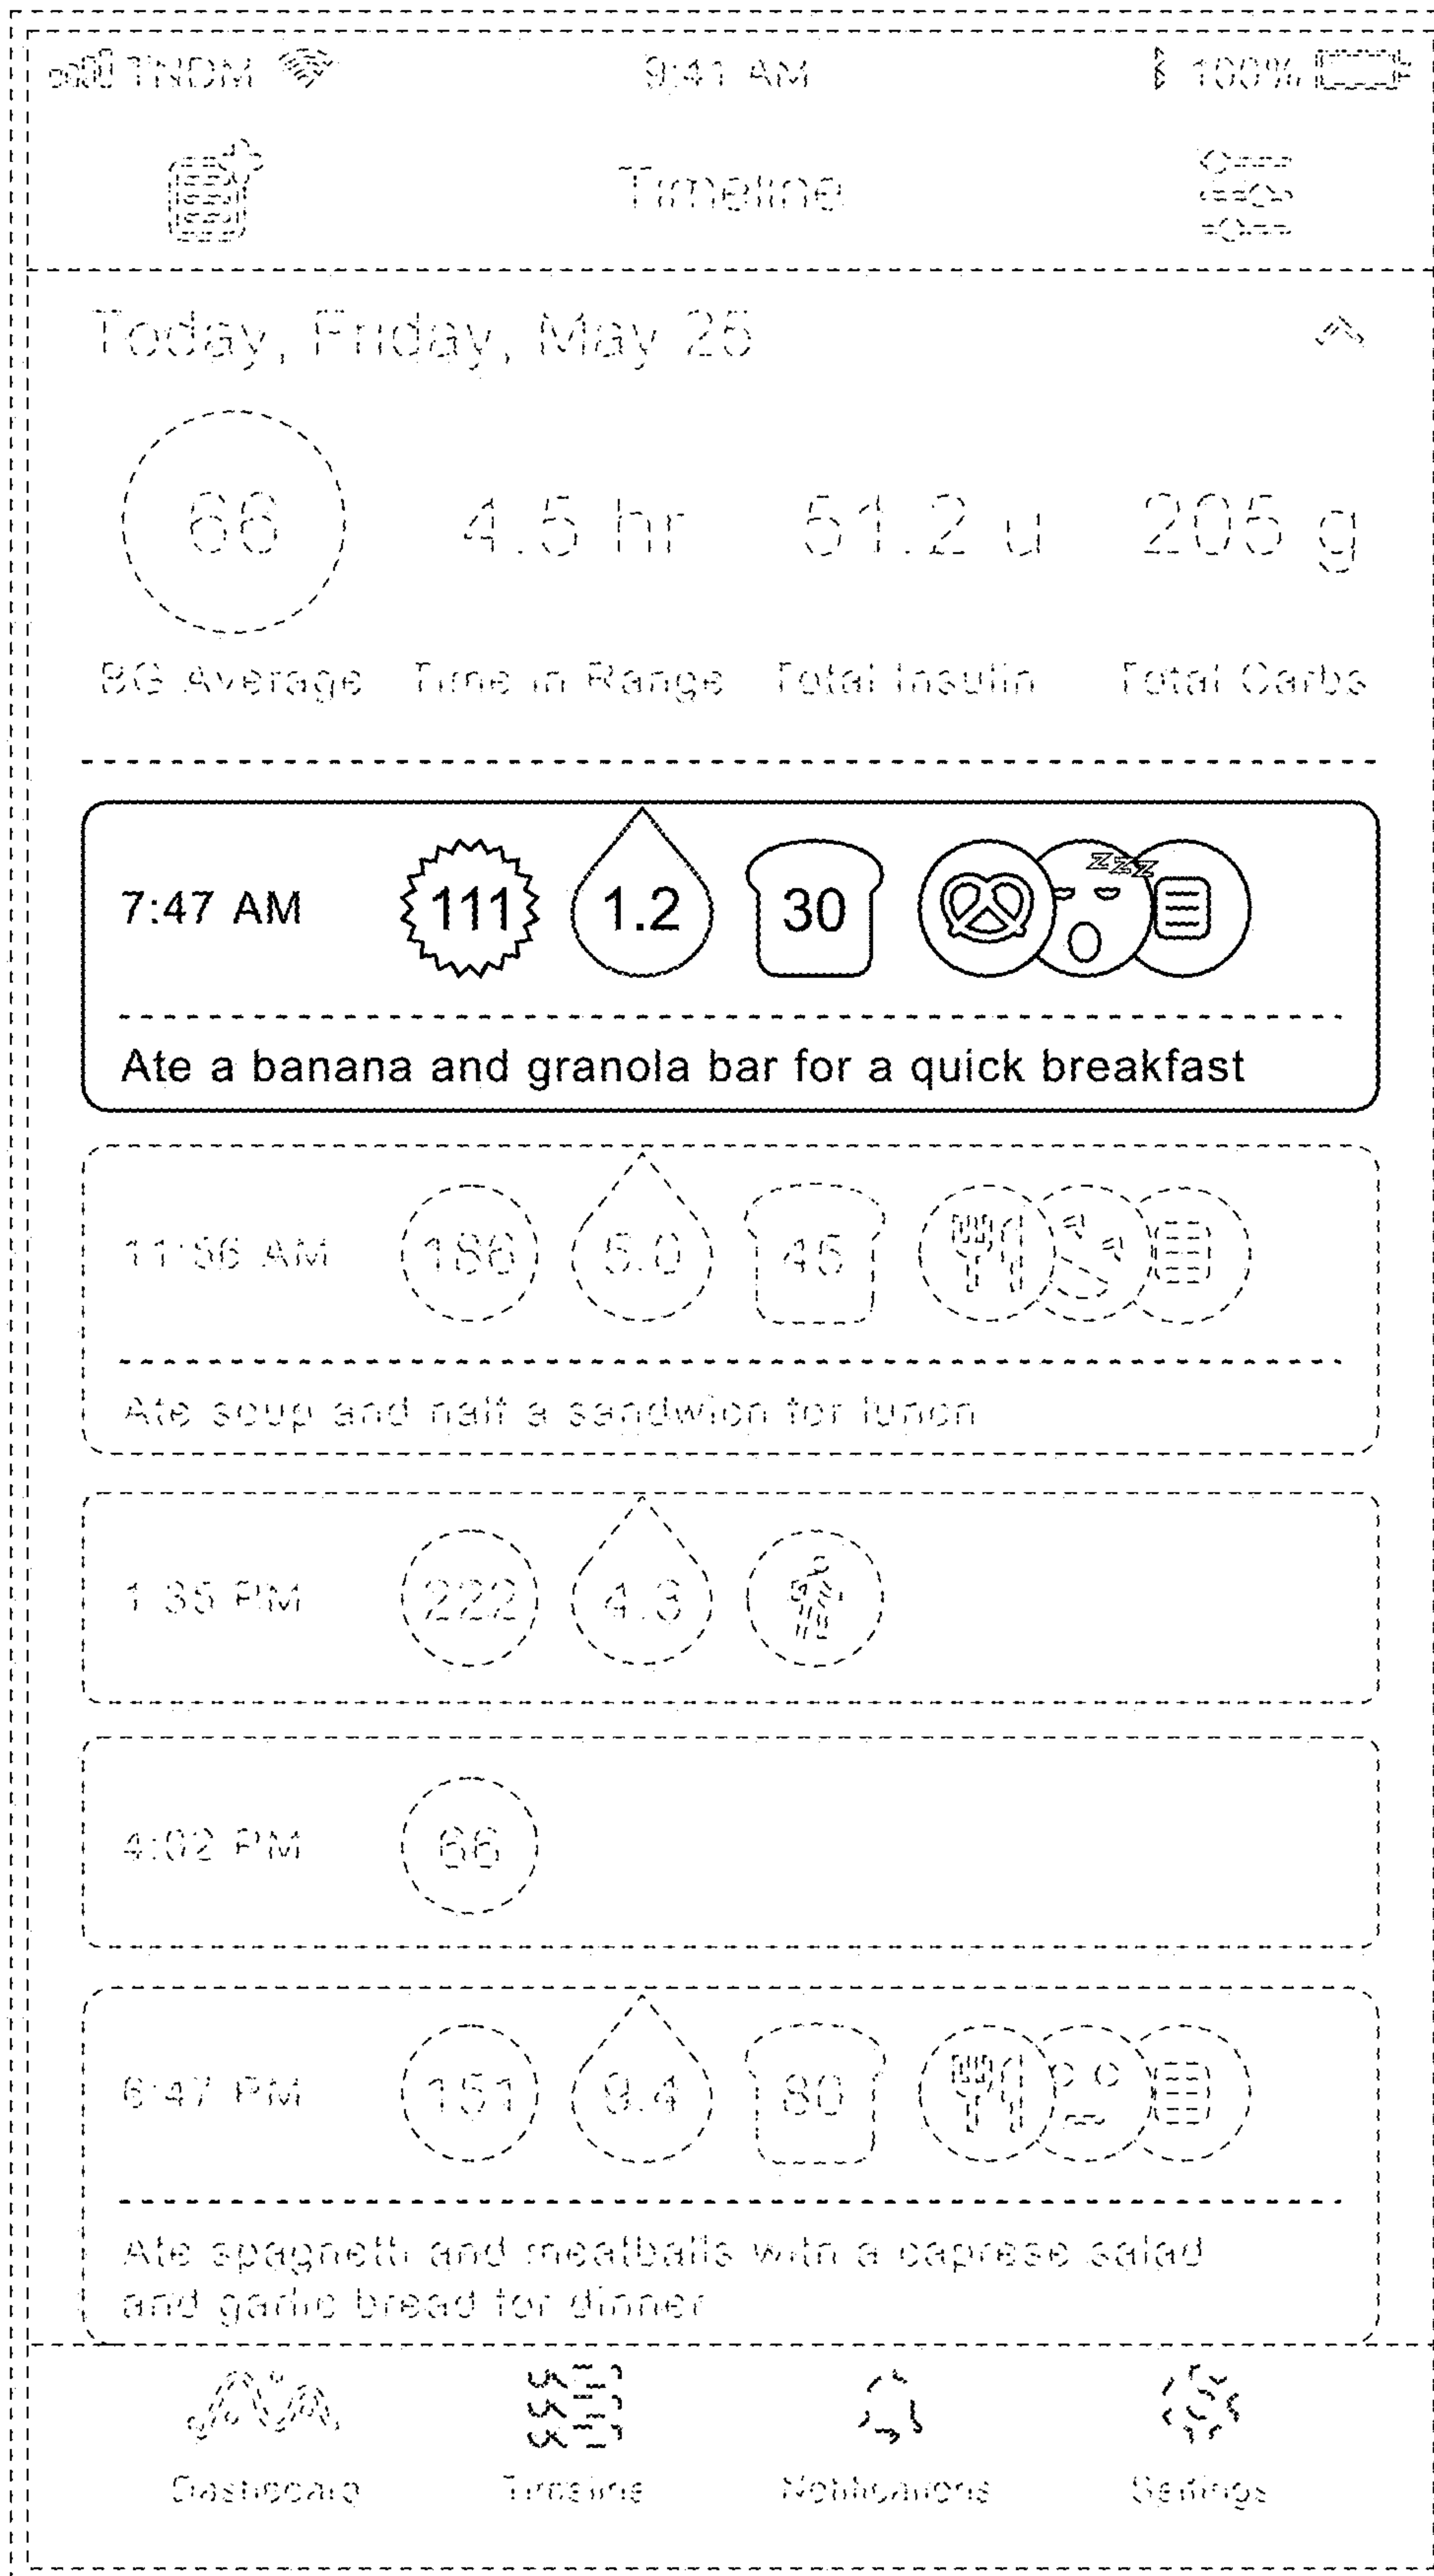 TNDM 9:41 AM 100%
Timeline
Today, Friday, May 25
66 4.5 hr 51.2 u 205 g
BG Average Time in Range Total Insulin Total Carbs
7:47 AM 111 1.2 30 zzz
Ate a banana and granola bar for a quick breakfast
11:56 AM 186 5.0 45
Ate soup and half a sandwich for lunch
1:35 PM 222 4.3
4:02 PM 66
6:47 PM 151 9.4 80
Ate spaghetti and meatballs with a caprese salad
and garlic bread for dinner
Dashboard Timeline Notifications Settings